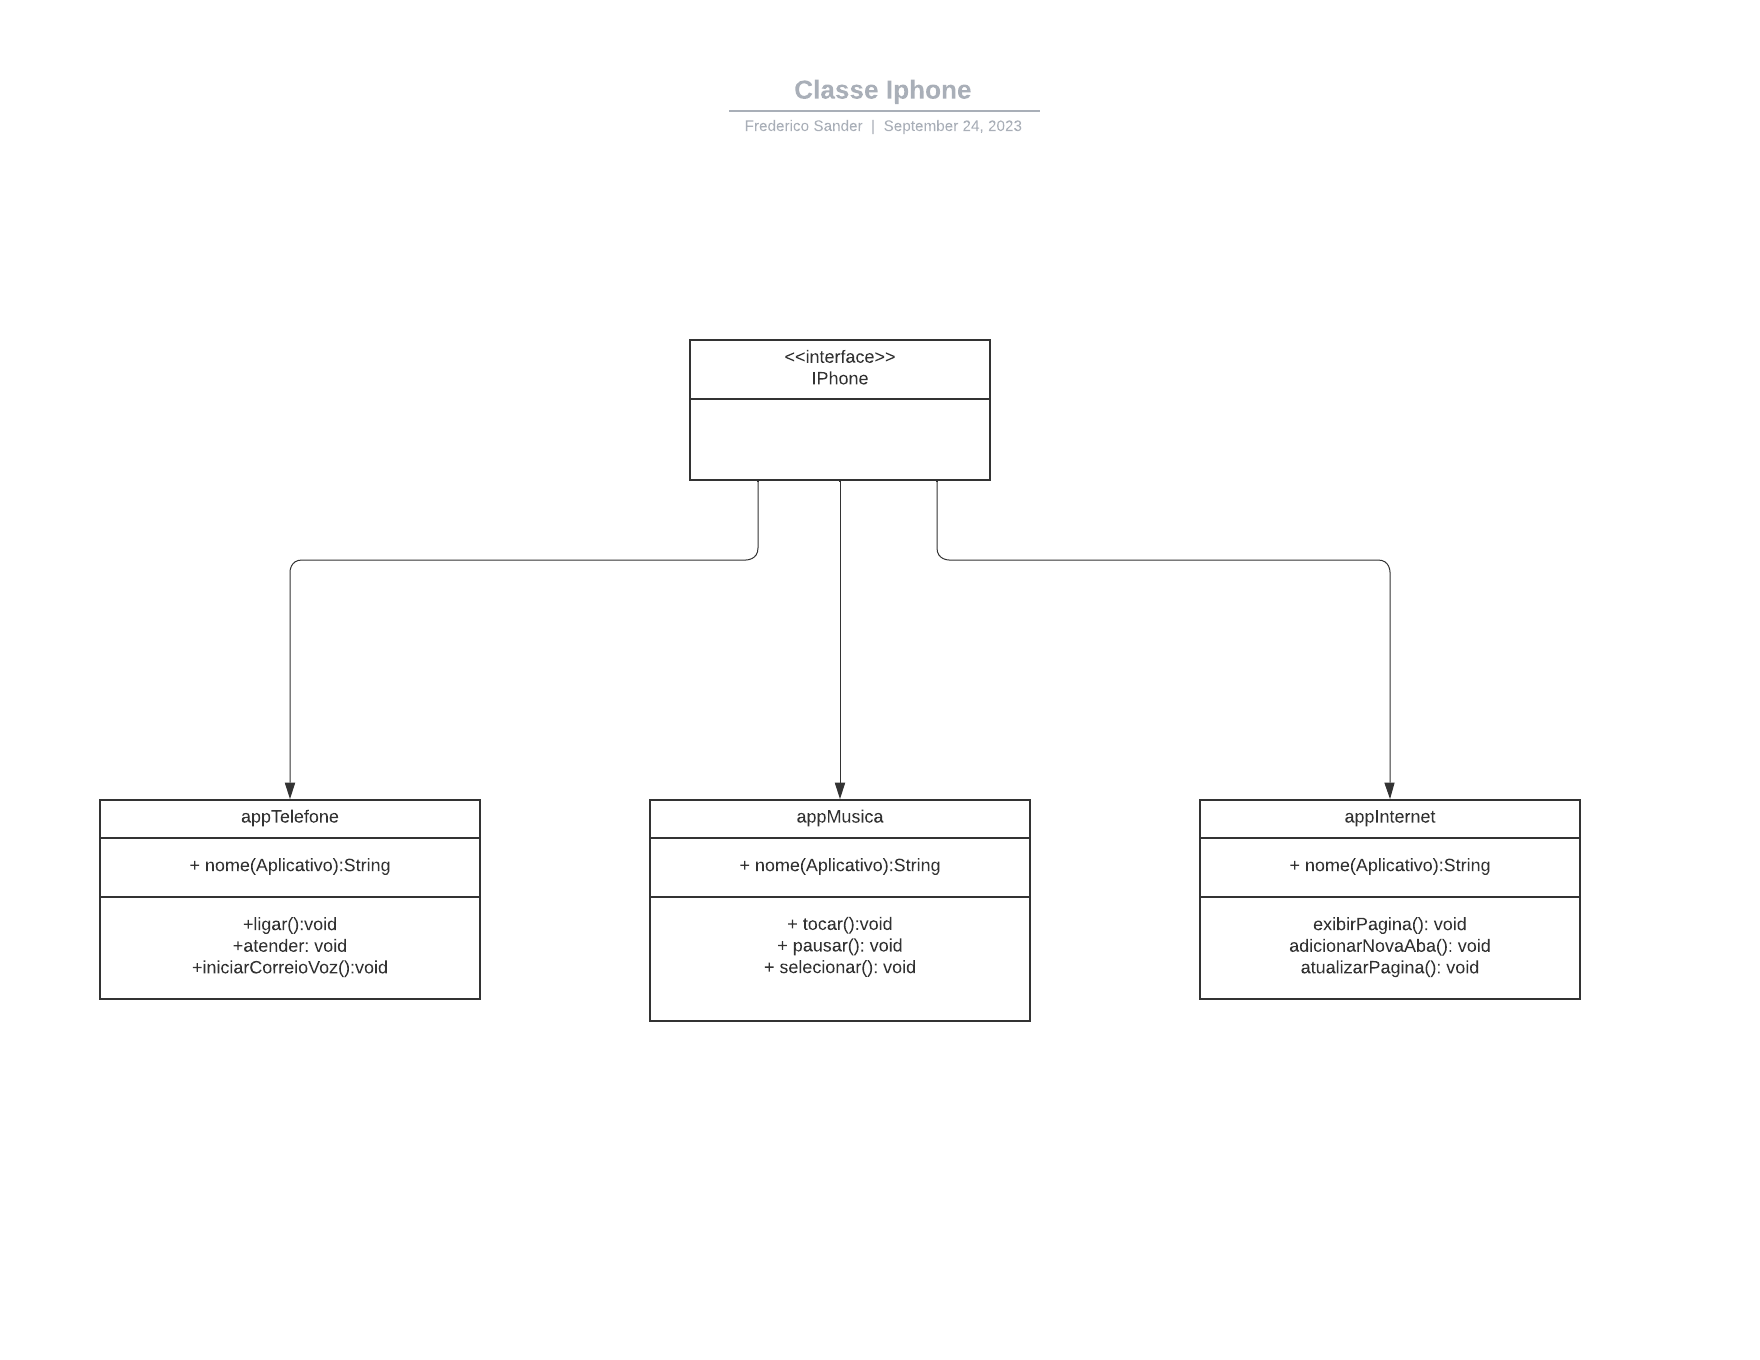 Classe Iphone
Frederico Sander | September 24, 2023
<<interface>>
IPhone
appTelefone
+ nome(Aplicativo):String
+ligar():void
+atender: void
+iniciarCorreioVoz():void
appMusica
+ nome(Aplicativo):String
+ tocar():void
+ pausar(): void
+ selecionar(): void
appInternet
+ nome(Aplicativo):String
exibirPagina(): void
adicionarNovaAba(): void
atualizarPagina(): void